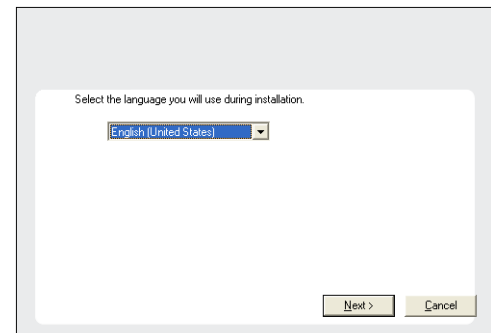 Select the language you will use during installation.
English (United States)
Next >
Cancel